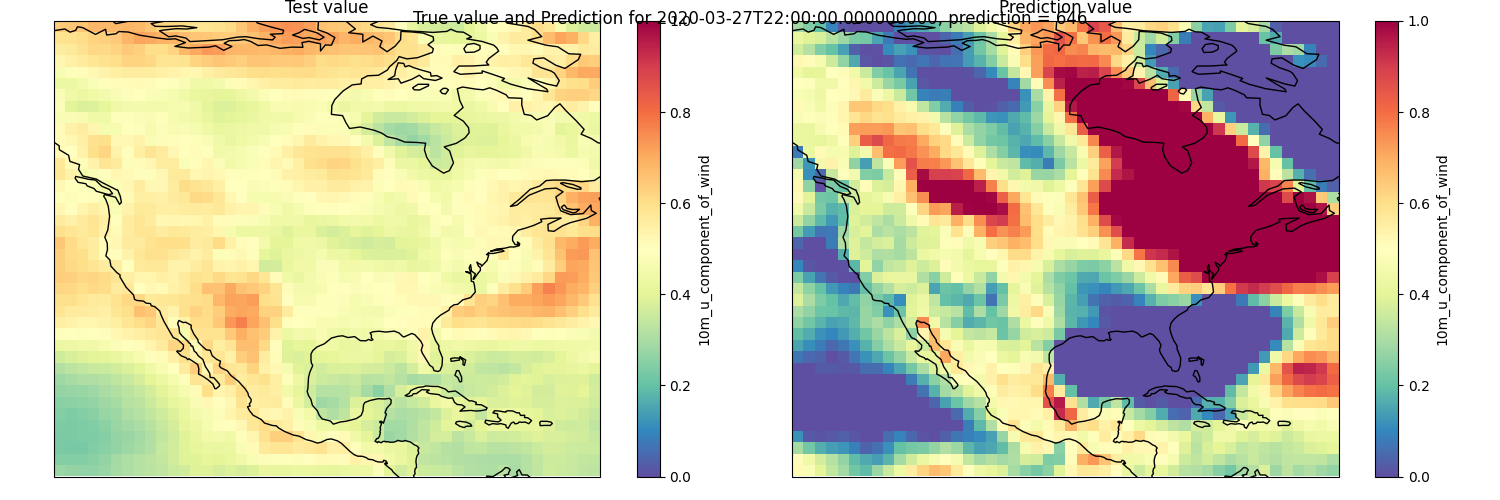 Test value
True value and Prediction for 2020-03-27T22:00:00.000000000, prediction = 646
Prediction value
1.0
0.8
0.6
0.4
0.2
0.0
10m_u_component_of_wind
1.0
0.8
0.6
0.4
0.2
0.0
10m_u_component_of_wind